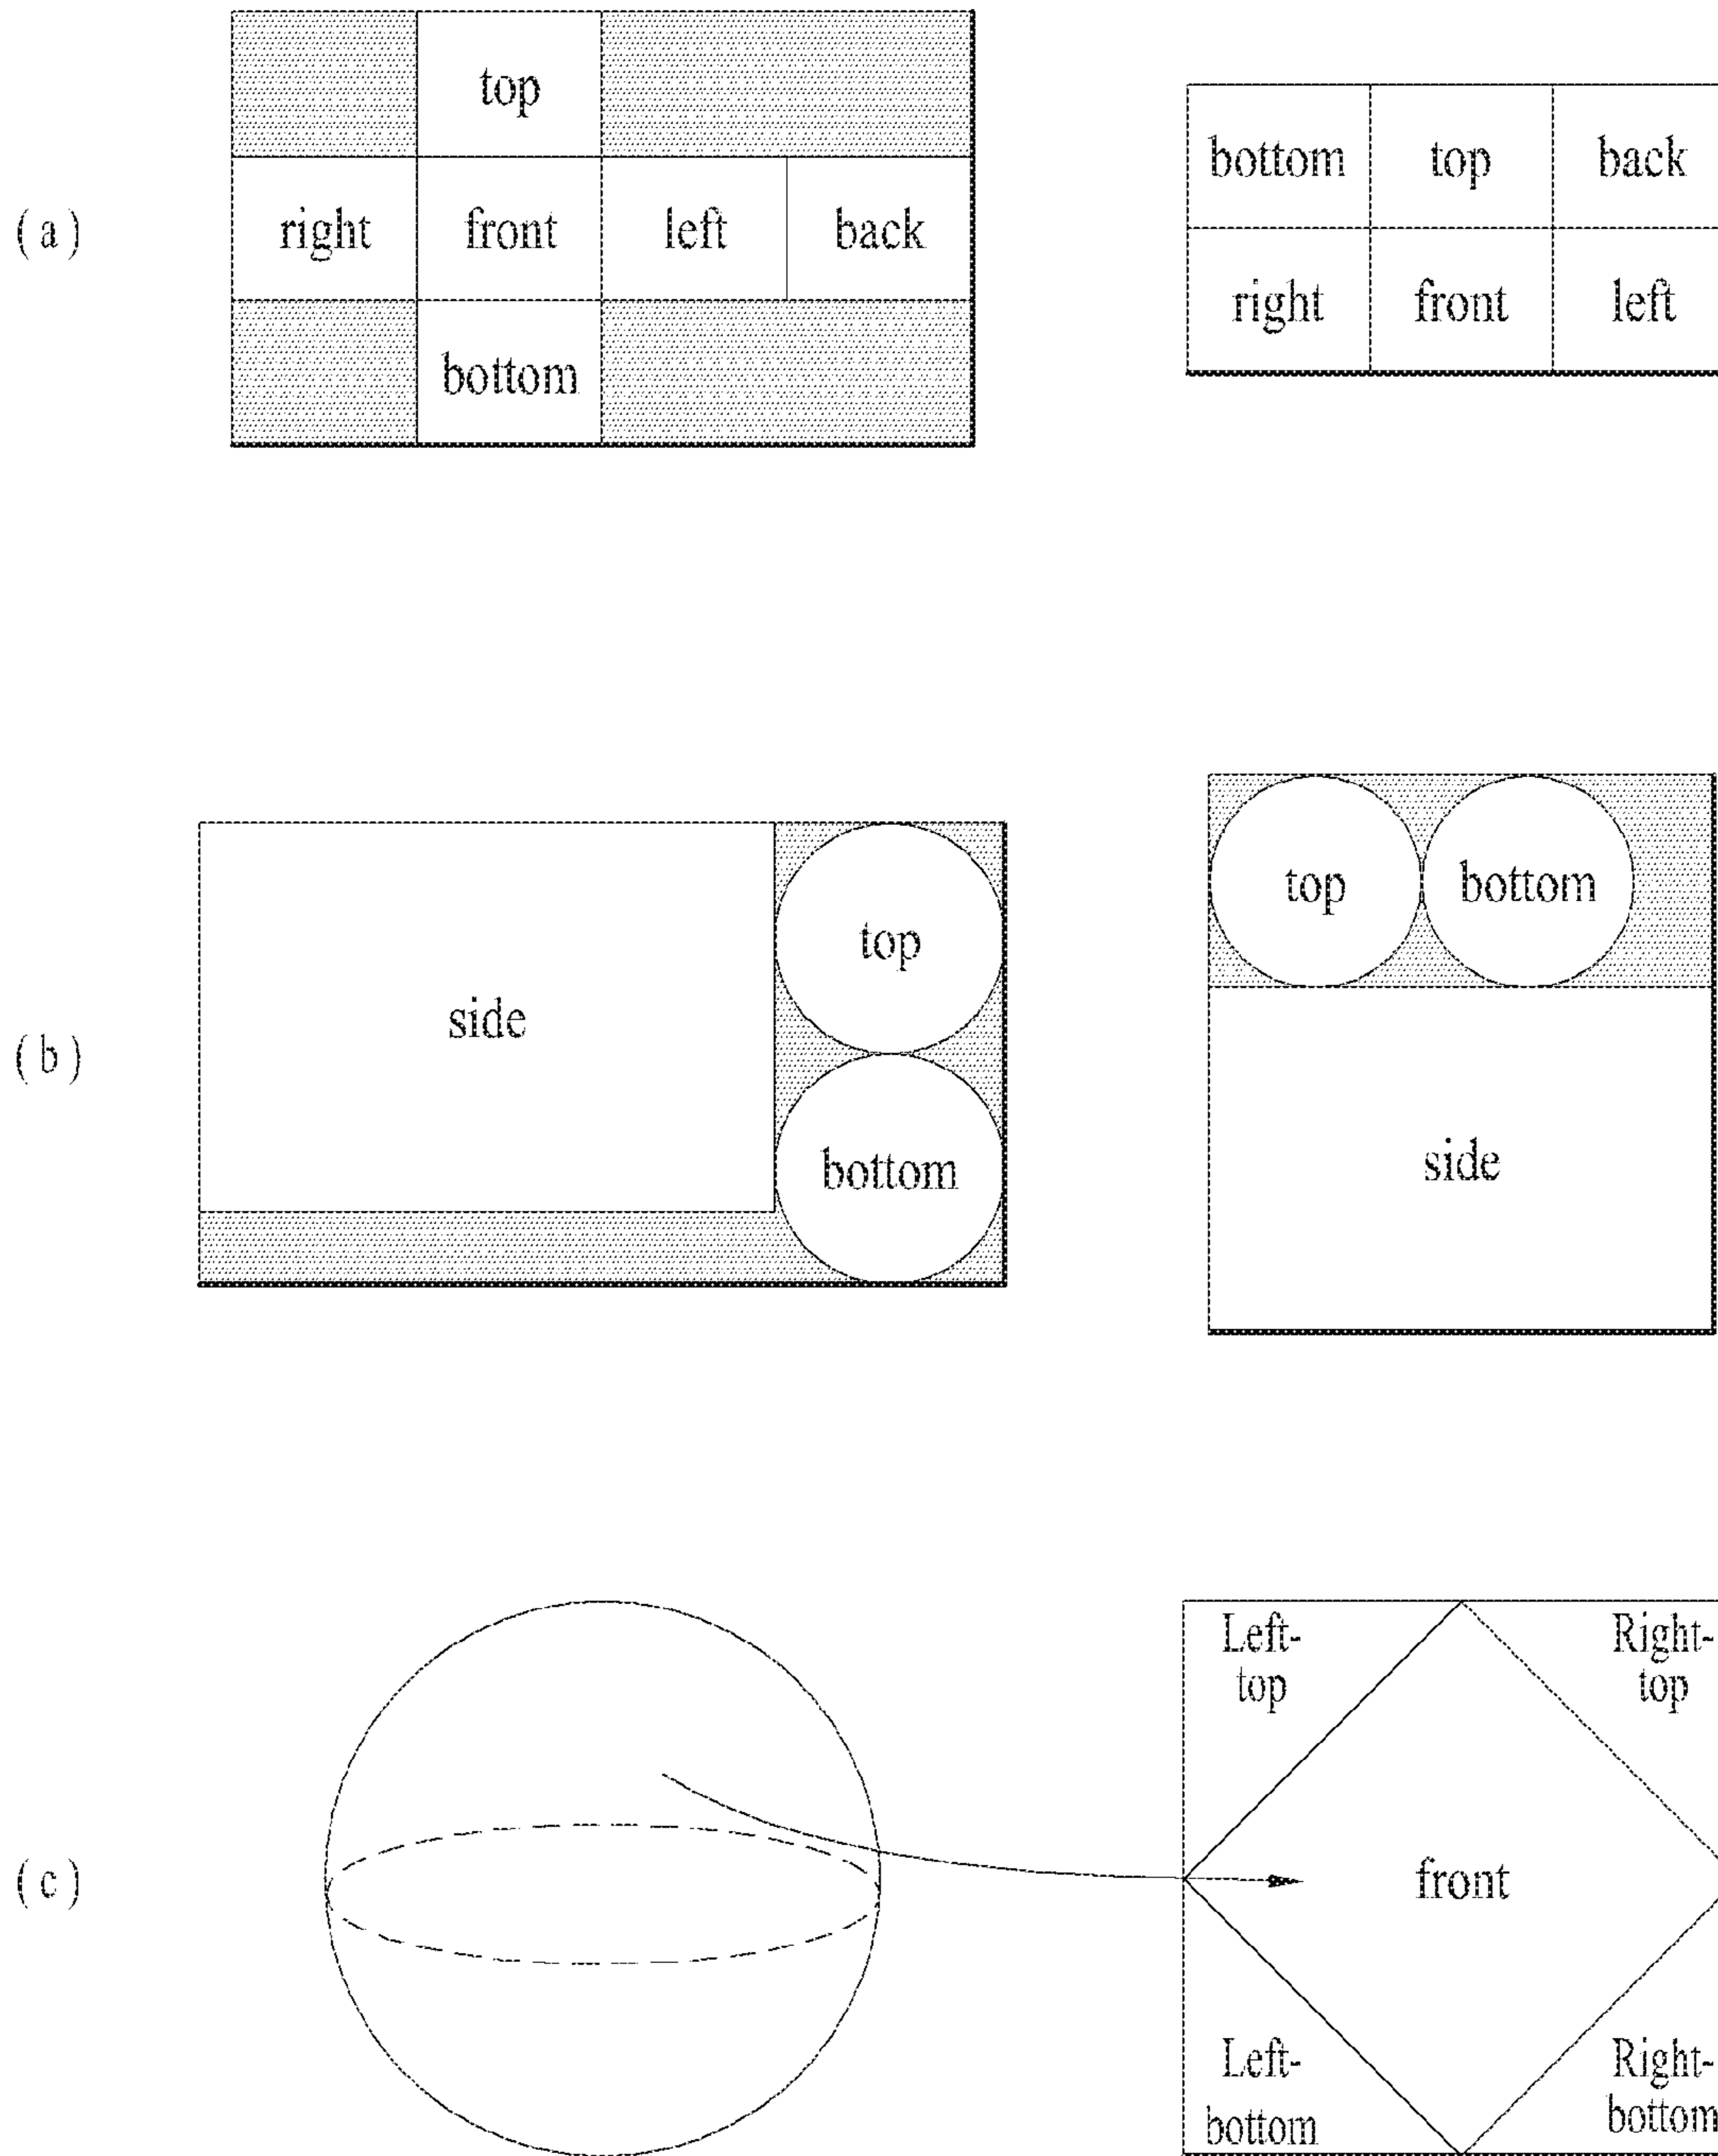 (a)
top
right front left back
bottom
bottom top back
right front left
(b)
side
top
bottom
top bottom
side
(c)
Left-
top
Right-
top
front
Left-
bottom
Right-
bottom